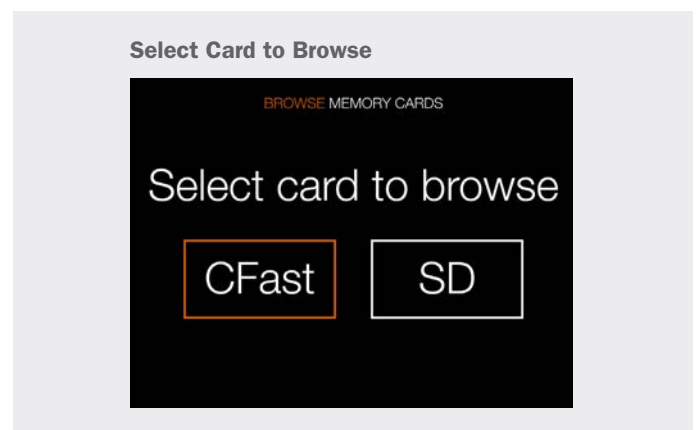 Select Card to Browse
BROWSE MEMORY CARDS
Select card to browse
CFast SD